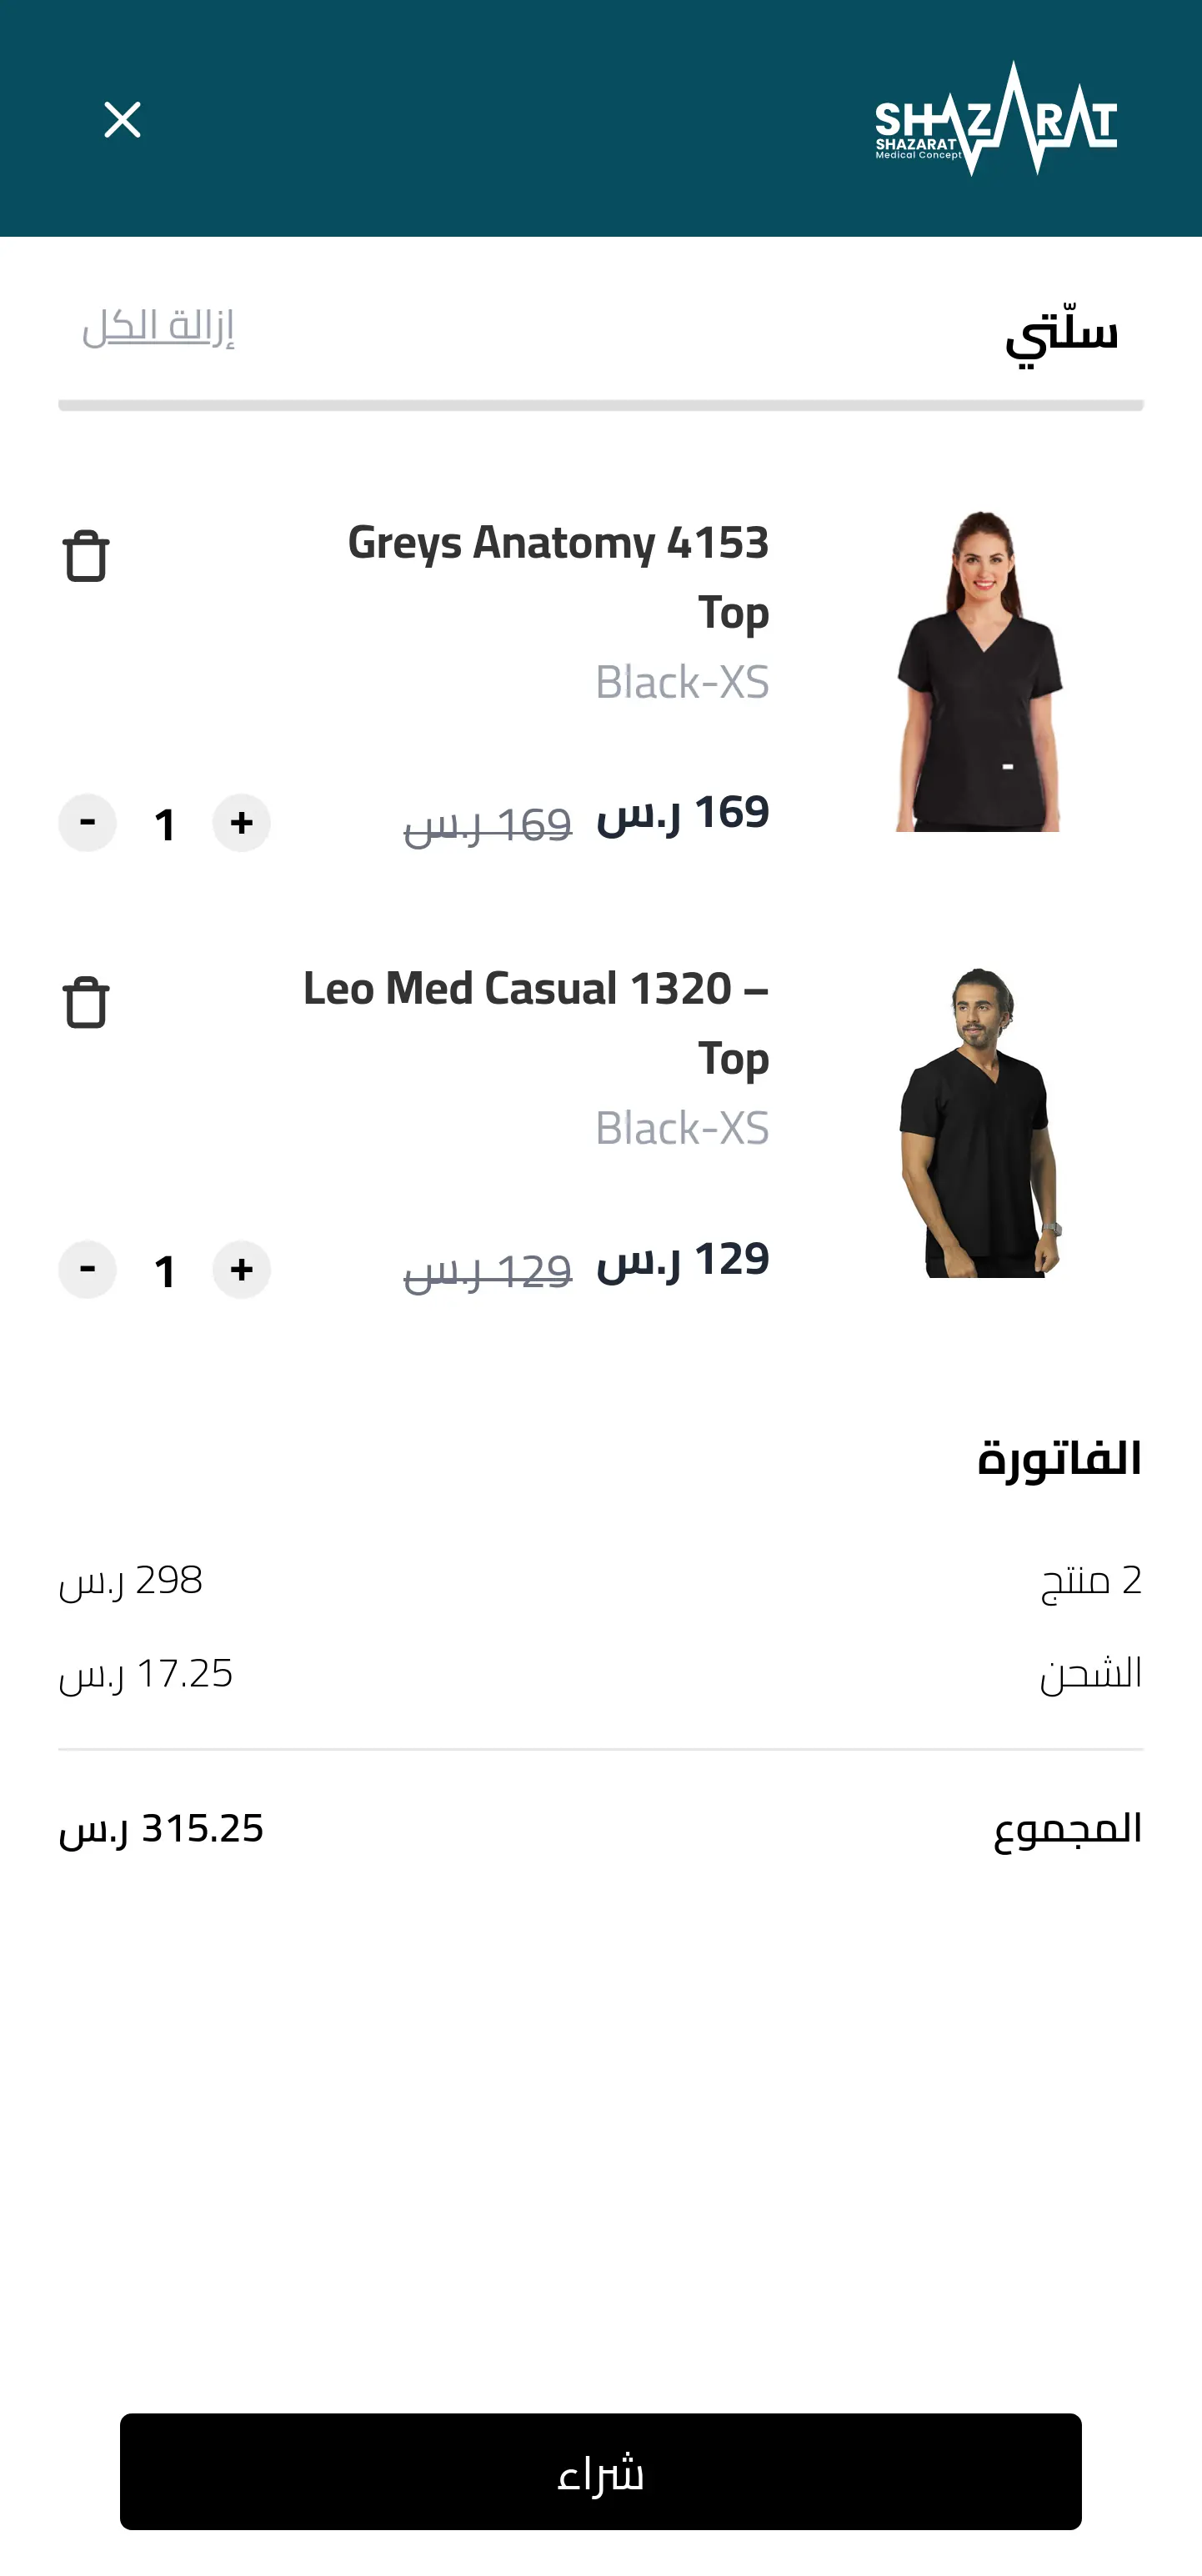 SHAZARAT
SHAZARAT
Medical Concept
سلّتي
إزالة الكل
Greys Anatomy 4153
Top
Black-XS
169 ر.س 169 ر.س
+ 1 -
Leo Med Casual 1320 –
Top
Black-XS
129 ر.س 129 ر.س
+ 1 -
الفاتورة
2 منتج 298 ر.س
الشحن 17.25 ر.س
المجموع 315.25 ر.س
شراء